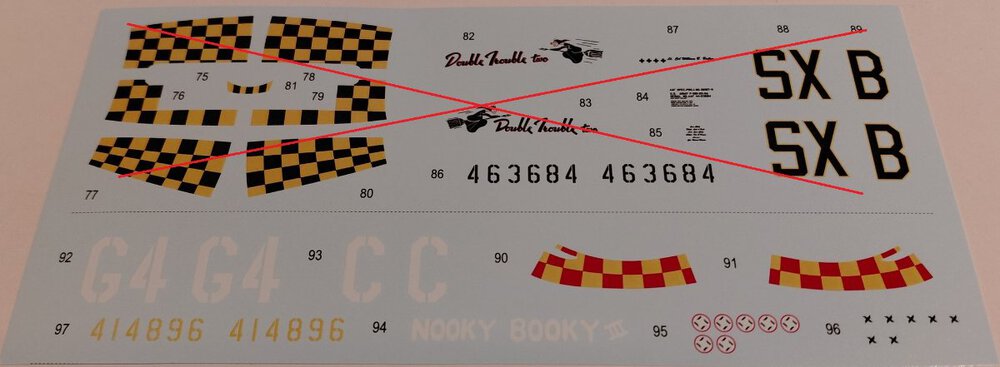 82 87 88 89
Double Trouble two
SX B
75 78
81
76 79
83 84
Double Trouble two
85
SX B
86 463684 463684
77 80
92 G4 G4 93 C C 90 91
97 414896 414896 94 NOOKY BOOKY III 95 96